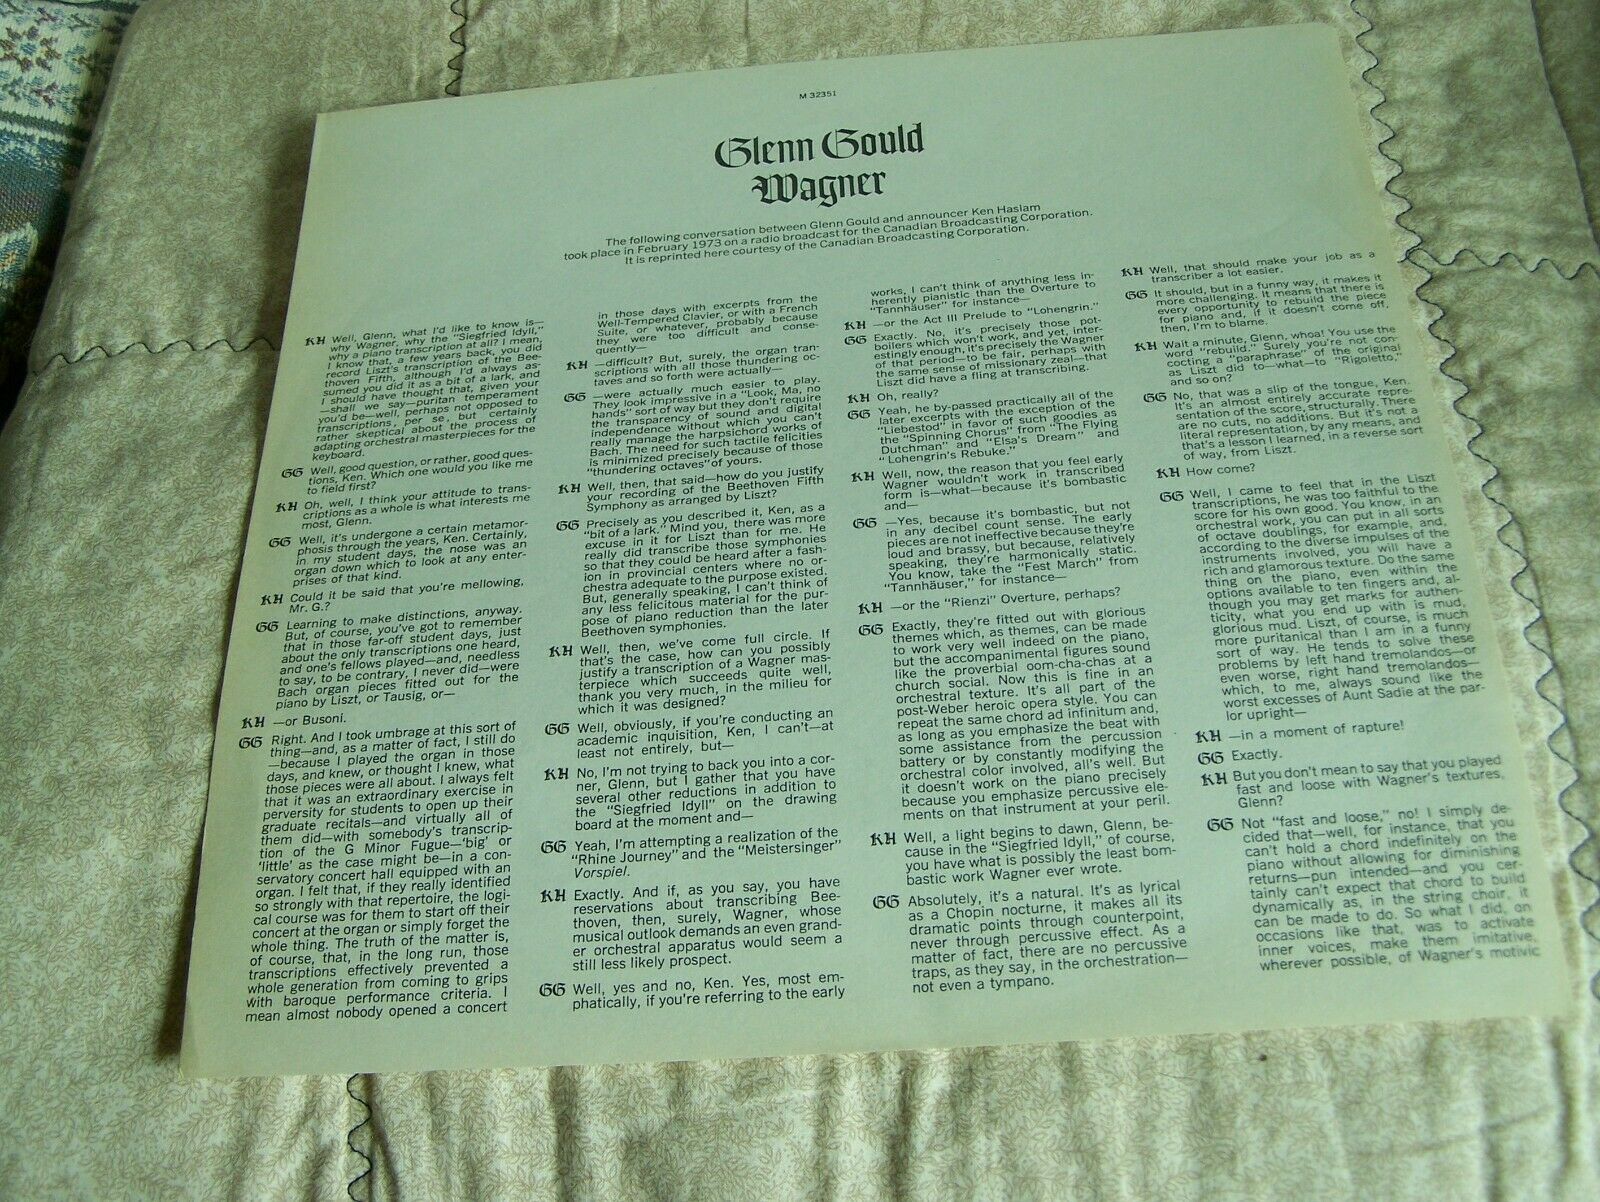 M 32351
Glenn Gould
Wagner
The following conversation between Glenn Gould and announcer Ken Haslam
took place in February 1973 on a radio broadcast for the Canadian Broadcasting Corporation.
It is reprinted here courtesy of the Canadian Broadcasting Corporation.
KH Well, Glenn, what I'd like to know is—
why Wagner, why the "Siegfried Idyll,"
why a piano transcription at all? I mean,
I know that, a few years back, you did
record Liszt's transcription of the Bee-
thoven Fifth, although I'd always as-
sumed you did it as a bit of a lark, and
I should have thought that, given your
—shall we say—puritan temperament
you'd be—well, perhaps not opposed to
transcriptions, per se, but certainly
rather skeptical about the process of
adapting orchestral masterpieces for the
keyboard.
GG Well, good question, or rather, good ques-
tions, Ken. Which one would you like me
to field first?
KH Oh, well, I think your attitude to trans-
criptions as a whole is what interests me
most, Glenn.
GG Well, it's undergone a certain metamor-
phosis through the years, Ken. Certainly,
in my student days, the nose was an
organ down which to look at any enter-
prises of that kind.
KH Could it be said that you're mellowing,
Mr. G.?
GG Learning to make distinctions, anyway.
But, of course, you've got to remember
that in those far-off student days, just
about the only transcriptions one heard,
and one's fellows played—and, needless
to say, to be contrary, I never did—were
Bach organ pieces fitted out for the
piano by Liszt, or Tausig, or—
KH —or Busoni.
GG Right. And I took umbrage at this sort of
thing—and, as a matter of fact, I still do
—because I played the organ in those
days, and knew, or thought I knew, what
those pieces were all about. I always felt
that it was an extraordinary exercise in
perversity for students to open up their
graduate recitals—and virtually all of
them did—with somebody's transcrip-
tion of the G Minor Fugue—'big' or
'little' as the case might be—in a con-
servatory concert hall equipped with an
organ. I felt that, if they really identified
so strongly with that repertoire, the logi-
cal course was for them to start off their
concert at the organ or simply forget the
whole thing. The truth of the matter is,
of course, that, in the long run, those
transcriptions effectively prevented a
whole generation from coming to grips
with baroque performance criteria. I
mean almost nobody opened a concert
in those days with excerpts from the
Well-Tempered Clavier, or with a French
Suite, or whatever, probably because
they were too difficult and conse-
quently—
KH —difficult? But, surely, the organ tran-
scriptions with all those thundering oc-
taves and so forth were actually—
GG —were actually much easier to play.
They look impressive in a "Look, Ma, no
hands" sort of way but they don't require
the transparency of sound and digital
independence without which you can't
really manage the harpsichord works of
Bach. The need for such tactile felicities
is minimized precisely because of those
"thundering octaves" of yours.
KH Well, then, that said—how do you justify
your recording of the Beethoven Fifth
Symphony as arranged by Liszt?
GG Precisely as you described it, Ken, as a
"bit of a lark." Mind you, there was more
excuse in it for Liszt than for me. He
really did transcribe those symphonies
so that they could be heard after a fash-
ion in provincial centers where no or-
chestra adequate to the purpose existed.
But, generally speaking, I can't think of
any less felicitous material for the pur-
pose of piano reduction than the later
Beethoven symphonies.
KH Well, then, we've come full circle. If
that's the case, how can you possibly
justify a transcription of a Wagner mas-
terpiece which succeeds quite well,
thank you very much, in the milieu for
which it was designed?
GG Well, obviously, if you're conducting an
academic inquisition, Ken, I can't—at
least not entirely, but—
KH No, I'm not trying to back you into a cor-
ner, Glenn, but I gather that you have
several other reductions in addition to
the "Siegfried Idyll" on the drawing
board at the moment and—
GG Yeah, I'm attempting a realization of the
"Rhine Journey" and the "Meistersinger"
Vorspiel.
KH Exactly. And if, as you say, you have
reservations about transcribing Bee-
thoven, then, surely, Wagner, whose
musical outlook demands an even grand-
er orchestral apparatus would seem a
still less likely prospect.
GG Well, yes and no, Ken. Yes, most em-
phatically, if you're referring to the early
works, I can't think of anything less in-
herently pianistic than the Overture to
"Tannhäuser" for instance—
KH —or the Act III Prelude to "Lohengrin."
GG Exactly. No, it's precisely those pot-
boilers which won't work, and yet, inter-
estingly enough, it's precisely the Wagner
of that period—to be fair, perhaps with
the same sense of missionary zeal—that
Liszt did have a fling at transcribing.
KH Oh, really?
GG Yeah, he by-passed practically all of the
later excerpts with the exception of the
"Liebestod" in favor of such goodies as
the "Spinning Chorus" from "The Flying
Dutchman" and "Elsa's Dream" and
"Lohengrin's Rebuke."
KH Well, now, the reason that you feel early
Wagner wouldn't work in transcribed
form is—what—because it's bombastic
and—
GG —Yes, because it's bombastic, but not
in any decibel count sense. The early
pieces are not ineffective because they're
loud and brassy, but because, relatively
speaking, they're harmonically static.
You know, take the "Fest March" from
"Tannhäuser," for instance—
KH —or the "Rienzi" Overture, perhaps?
GG Exactly, they're fitted out with glorious
themes which, as themes, can be made
to work very well indeed on the piano,
but the accompanimental figures sound
like the proverbial oom-cha-chas at a
church social. Now this is fine in an
orchestral texture. It's all part of the
post-Weber heroic opera style. You can
repeat the same chord ad infinitum and,
as long as you emphasize the beat with
some assistance from the percussion
battery or by constantly modifying the
orchestral color involved, all's well. But
it doesn't work on the piano precisely
because you emphasize percussive ele-
ments on that instrument at your peril.
KH Well, a light begins to dawn, Glenn, be-
cause in the "Siegfried Idyll," of course,
you have what is possibly the least bom-
bastic work Wagner ever wrote.
GG Absolutely, it's a natural. It's as lyrical
as a Chopin nocturne, it makes all its
dramatic points through counterpoint,
never through percussive effect. As a
matter of fact, there are no percussive
traps, as they say, in the orchestration—
not even a tympano.
KH Well, that should make your job as a
transcriber a lot easier.
GG It should, but in a funny way, it makes it
more challenging. It means that there is
every opportunity to rebuild the piece
for piano and, if it doesn't come off,
then, I'm to blame.
KH Wait a minute, Glenn, whoa! You use the
word "rebuild." Surely you're not con-
cocting a "paraphrase" of the original
as Liszt did to—what—to "Rigoletto,"
and so on?
GG No, that was a slip of the tongue, Ken.
It's an almost entirely accurate repre-
sentation of the score, structurally. There
are no cuts, no additions. But it's not a
literal representation, by any means, and
that's a lesson I learned, in a reverse sort
of way, from Liszt.
KH How come?
GG Well, I came to feel that in the Liszt
transcriptions, he was too faithful to the
score for his own good. You know, in an
orchestral work, you can put in all sorts
of octave doublings, for example, and,
according to the diverse impulses of the
instruments involved, you will have a
rich and glamorous texture. Do the same
thing on the piano, even within the
options available to ten fingers and, al-
though you may get marks for authen-
ticity, what you end up with is mud,
glorious mud. Liszt, of course, is much
more puritanical than I am in a funny
sort of way. He tends to solve these
problems by left hand tremolandos—or
even worse, right hand tremolandos—
which, to me, always sound like the
worst excesses of Aunt Sadie at the par-
lor upright—
KH —in a moment of rapture!
GG Exactly.
KH But you don't mean to say that you played
fast and loose with Wagner's textures,
Glenn?
GG Not "fast and loose," no! I simply de-
cided that—well, for instance, that you
can't hold a chord indefinitely on the
piano without allowing for diminishing
returns—pun intended—and you cer-
tainly can't expect that chord to build
dynamically as, in the string choir, it
can be made to do. So what I did, on
occasions like that, was to activate
inner voices, make them imitative,
wherever possible, of Wagner's motivic